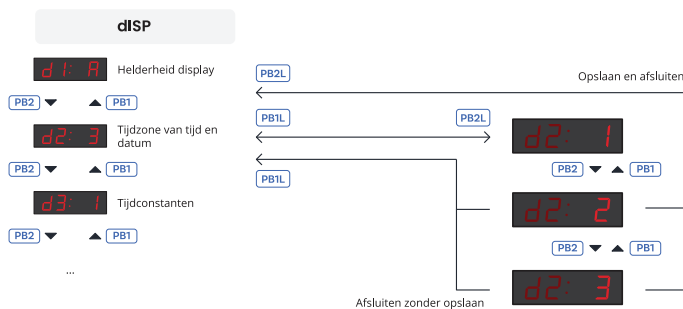 dISP
d1: A
Helderheid display
PB2
PB1
d2: 3
Tijdzone van tijd en
datum
PB2
PB1
d3: 1
Tijdconstanten
PB2
PB1
...
PB2L
Opslaan en afsluiten
PB1L
PB2L
PB1L
d2: 1
PB2
PB1
d2: 2
PB2
PB1
d2: 3
Afsluiten zonder opslaan